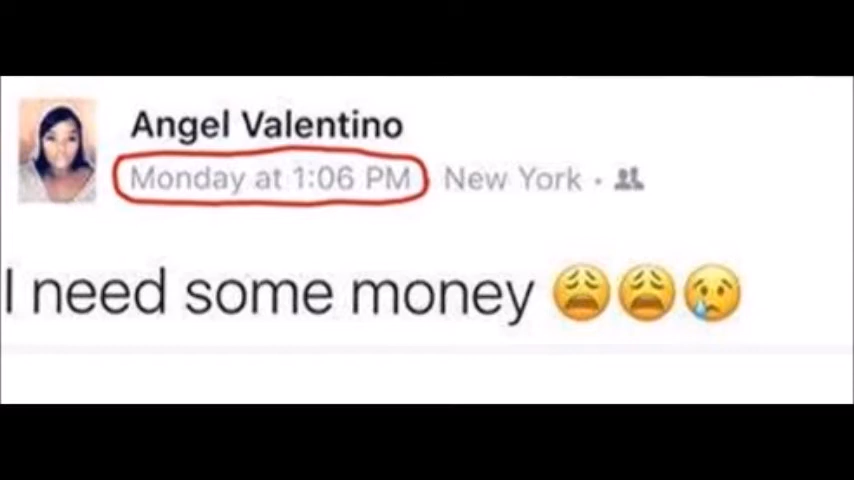 Angel Valentino
Monday at 1:06 PM New York ·
I need some money 😩😩😢